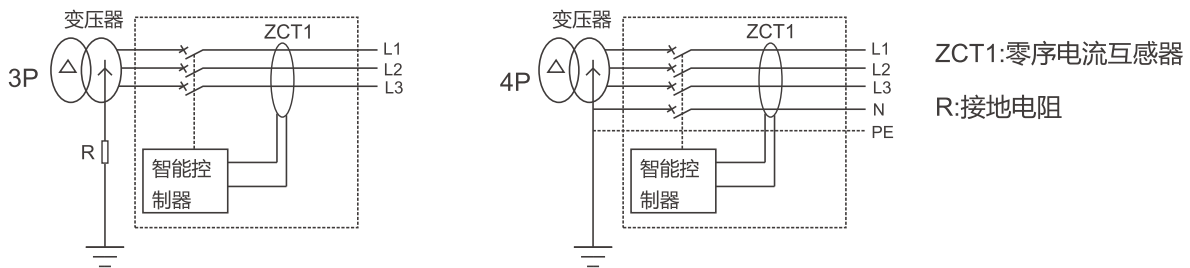 变压器
ZCT1
L1
L2
3P
L3
R
智能控
制器
变压器
ZCT1
L1
L2
4P
L3
N
PE
智能控
制器
ZCT1:零序电流互感器
R:接地电阻